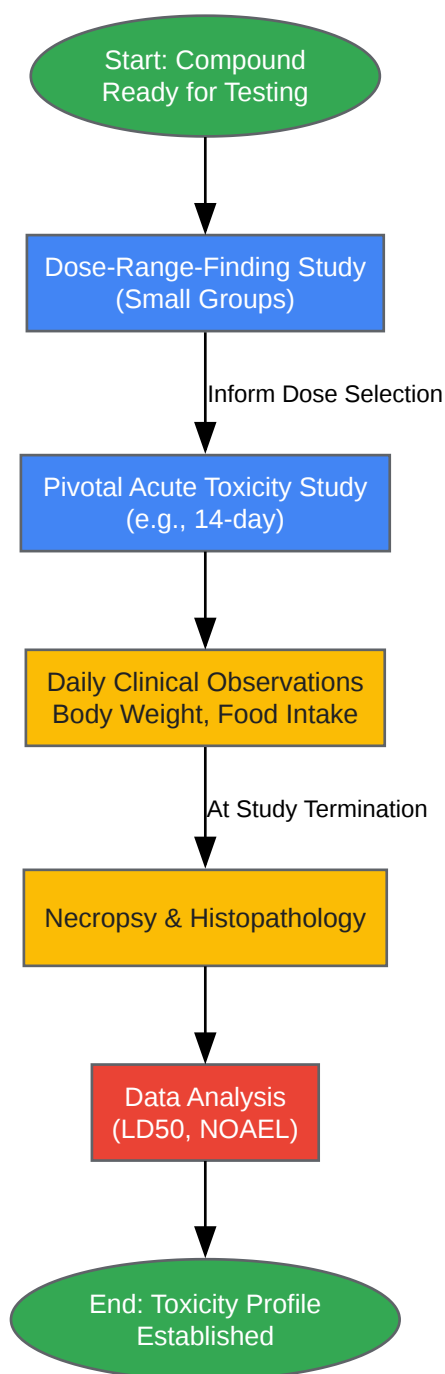 Start: Compound
Ready for Testing
Dose-Range-Finding Study
(Small Groups)
Inform Dose Selection
Pivotal Acute Toxicity Study
(e.g., 14-day)
Daily Clinical Observations
Body Weight, Food Intake
At Study Termination
Necropsy & Histopathology
Data Analysis
(LD50, NOAEL)
End: Toxicity Profile
Established